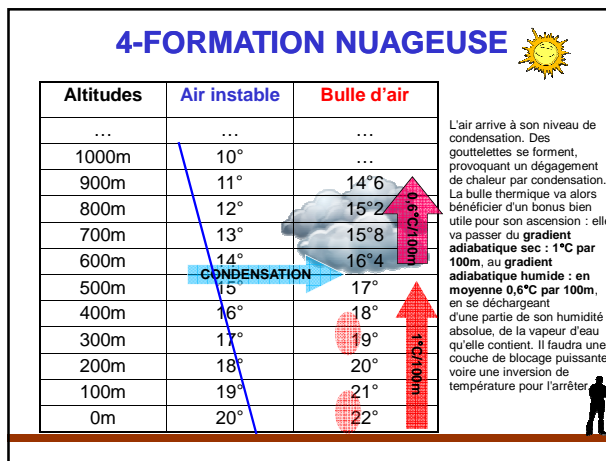 4-FORMATION NUAGEUSE
Altitudes Air instable Bulle d'air
… … …
1000m 10° …
900m 11° 14°6
800m 12° 15°2
700m 13° 15°8
600m 14° 16°4
CONDENSATION
500m 15° 17°
400m 16° 18°
300m 17° 19°
200m 18° 20°
100m 19° 21°
0m 20° 22°
0,6°C/100m
1°C/100m
L'air arrive à son niveau de
condensation. Des
gouttelettes se forment,
provoquant un dégagement
de chaleur par condensation.
La bulle thermique va alors
bénéficier d'un bonus bien
utile pour son ascension : elle
va passer du gradient
adiabatique sec : 1°C par
100m, au gradient
adiabatique humide : en
moyenne 0,6°C par 100m,
en se déchargeant
d'une partie de son humidité
absolue, de la vapeur d'eau
qu'elle contient. Il faudra une
couche de blocage puissante
voire une inversion de
température pour l'arrêter